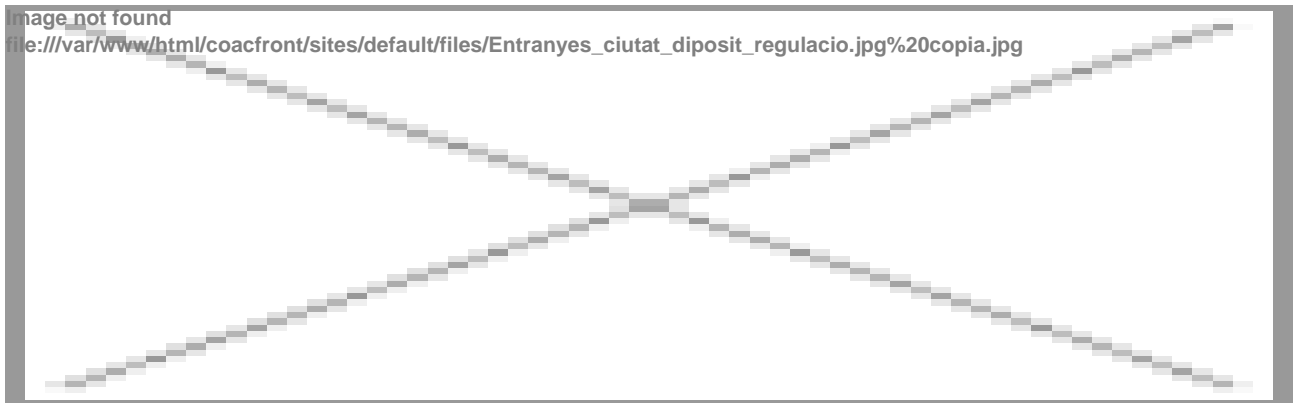 Image not found
file:///var/www/html/coacfront/sites/default/files/Entranyes_ciutat_diposit_regulacio.jpg%20copia.jpg